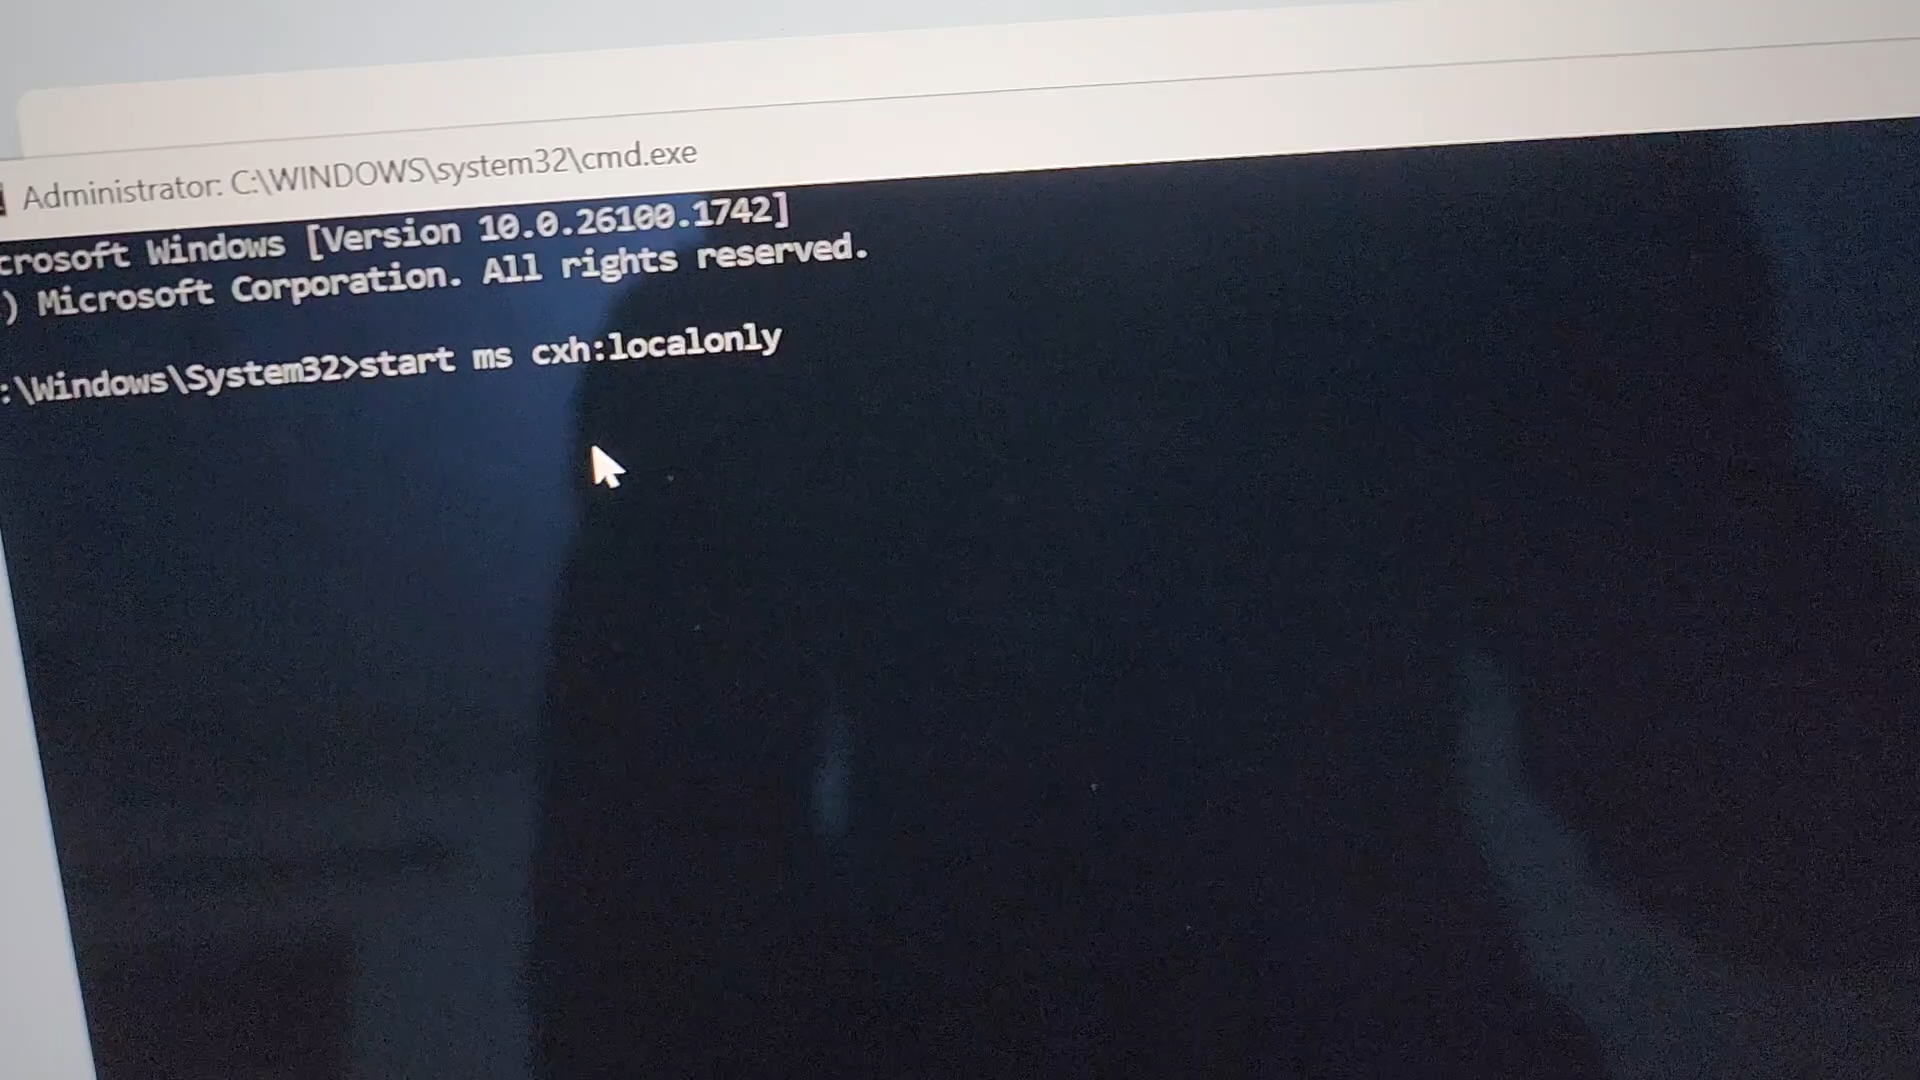 Administrator: C:\WINDOWS\system32\cmd.exe
crosoft Windows [Version 10.0.26100.1742]
) Microsoft Corporation. All rights reserved.
:\Windows\System32>start ms cxh:localonly